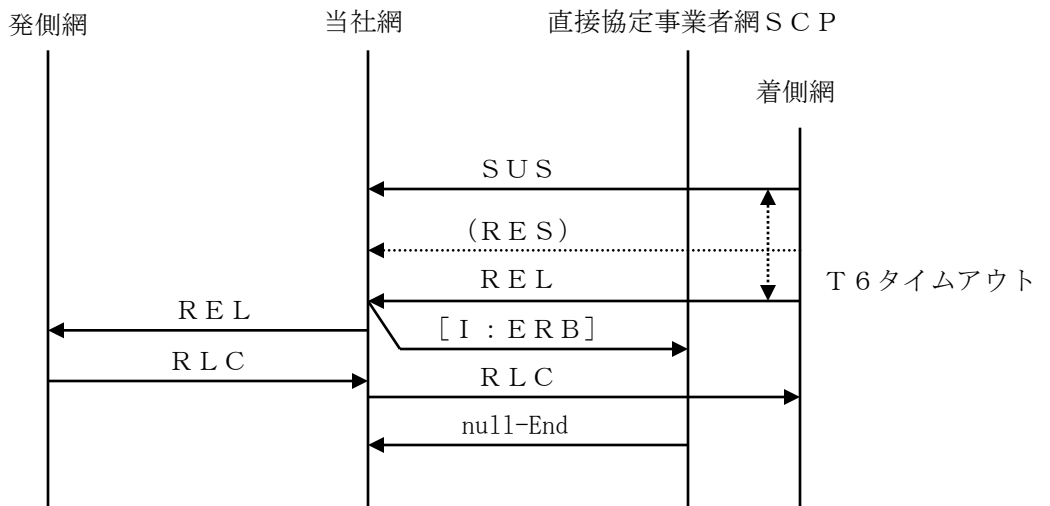 発側網
当社網
直接協定事業者網ＳＣＰ
着側網
ＳＵＳ
（ＲＥＳ）
ＲＥＬ
Ｔ６タイムアウト
ＲＥＬ
［Ｉ：ＥＲＢ］
ＲＬＣ
ＲＬＣ
null-End